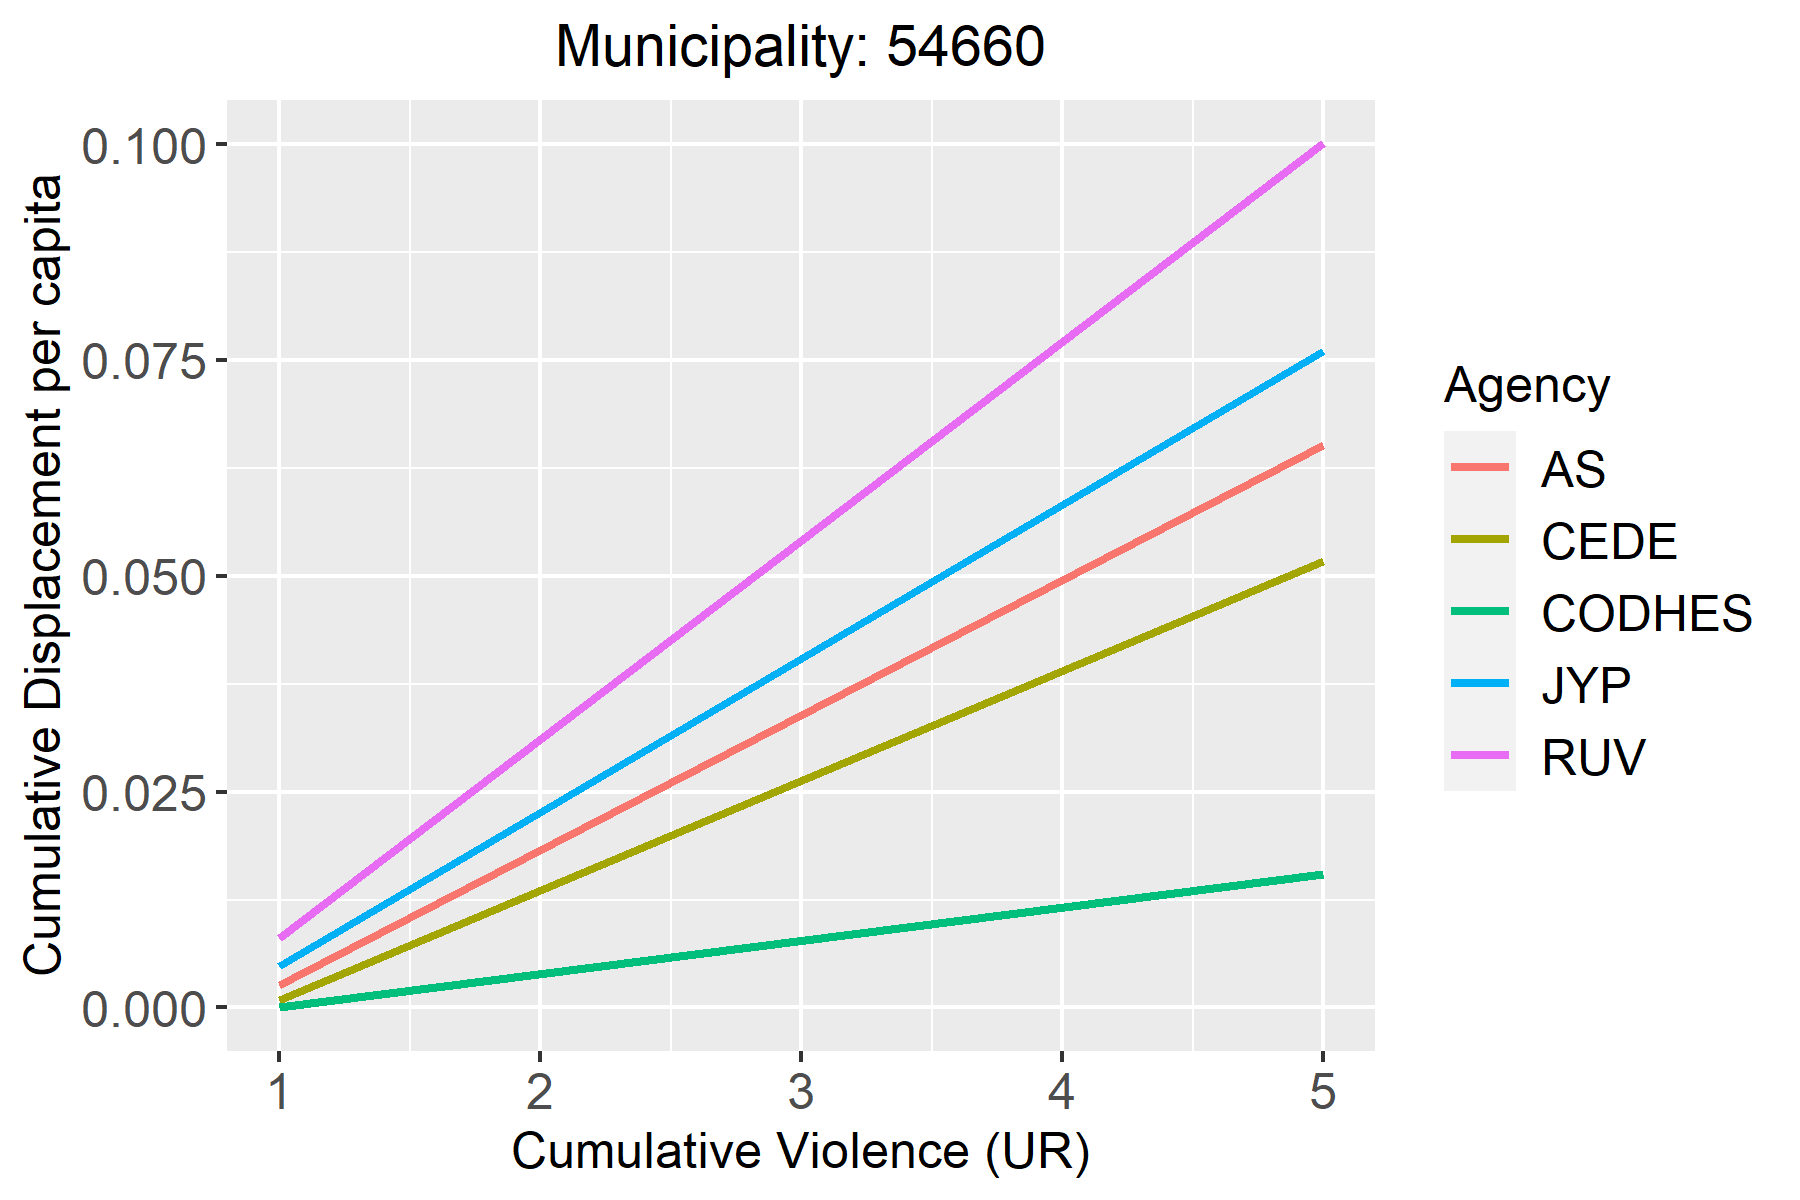 Municipality: 54660
Cumulative Displacement per capita
0.100
0.075
0.050
0.025
0.000
1 2 3 4 5
Cumulative Violence (UR)
Agency
AS
CEDE
CODHES
JYP
RUV